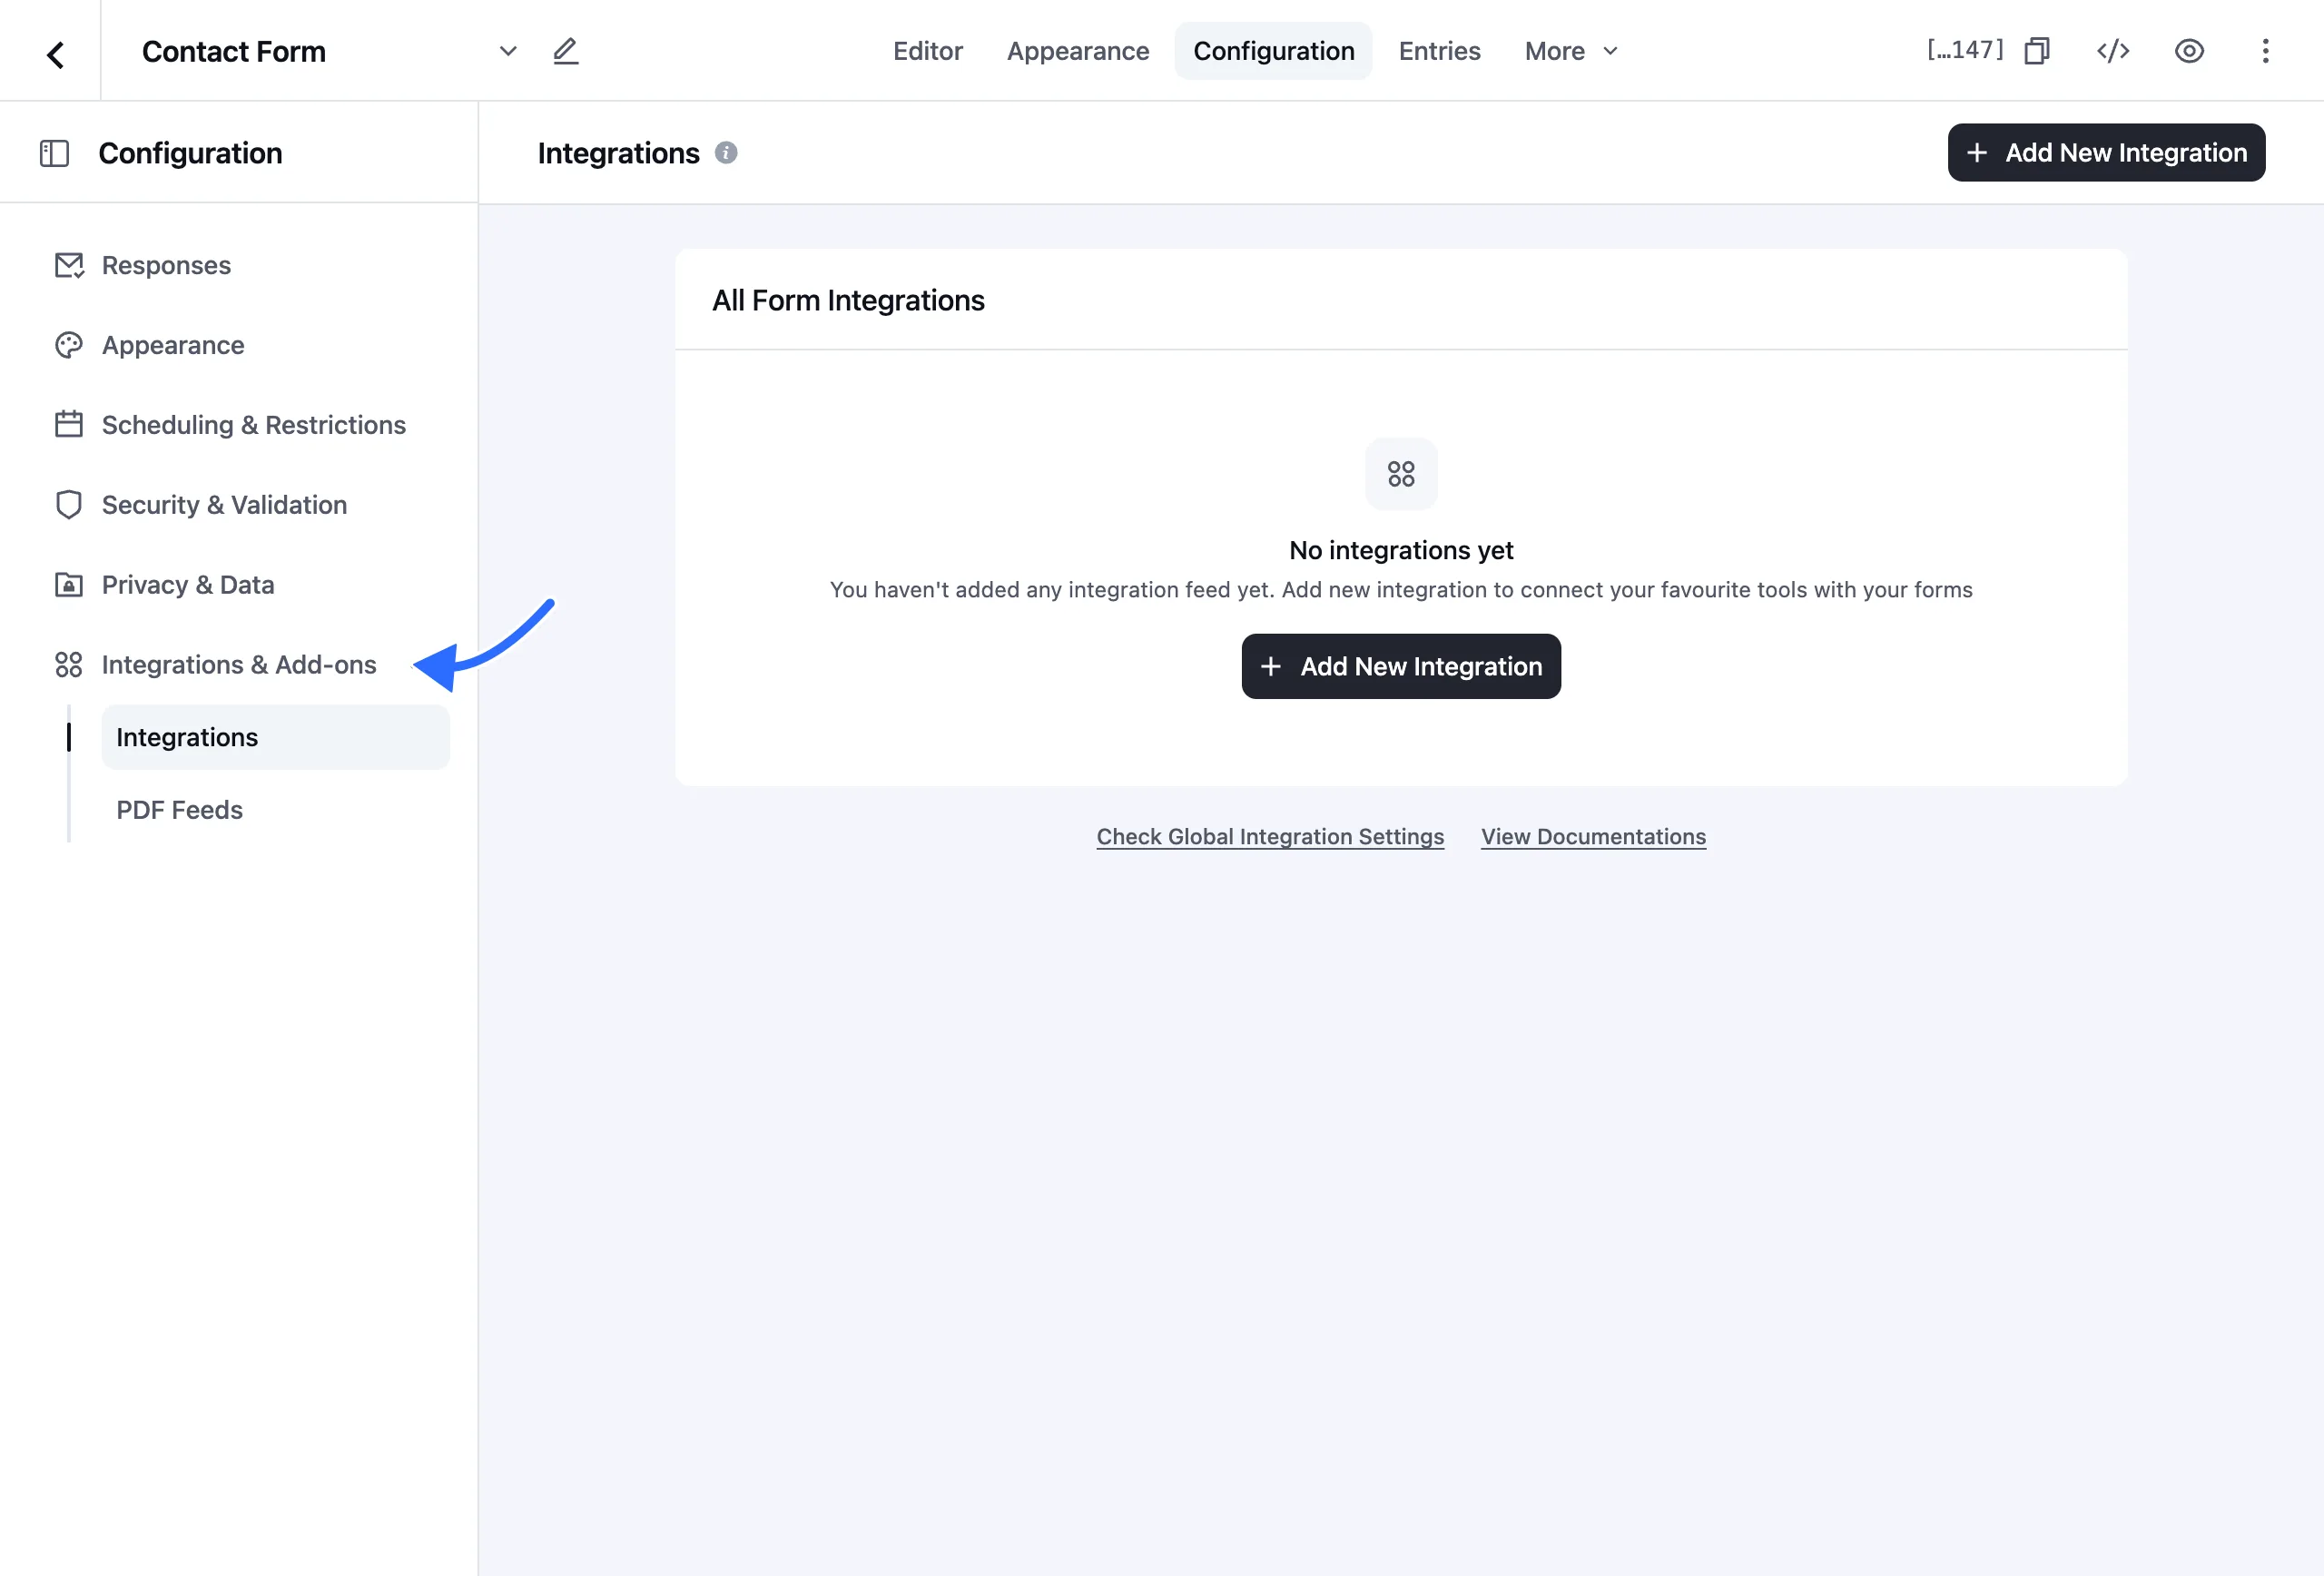 Contact Form
Editor
Appearance
Configuration
Entries
More
[...147]
Configuration
Integrations
Add New Integration
Responses
Appearance
Scheduling & Restrictions
Security & Validation
Privacy & Data
Integrations & Add-ons
Integrations
PDF Feeds
All Form Integrations
No integrations yet
You haven't added any integration feed yet. Add new integration to connect your favourite tools with your forms
Add New Integration
Check Global Integration Settings
View Documentations